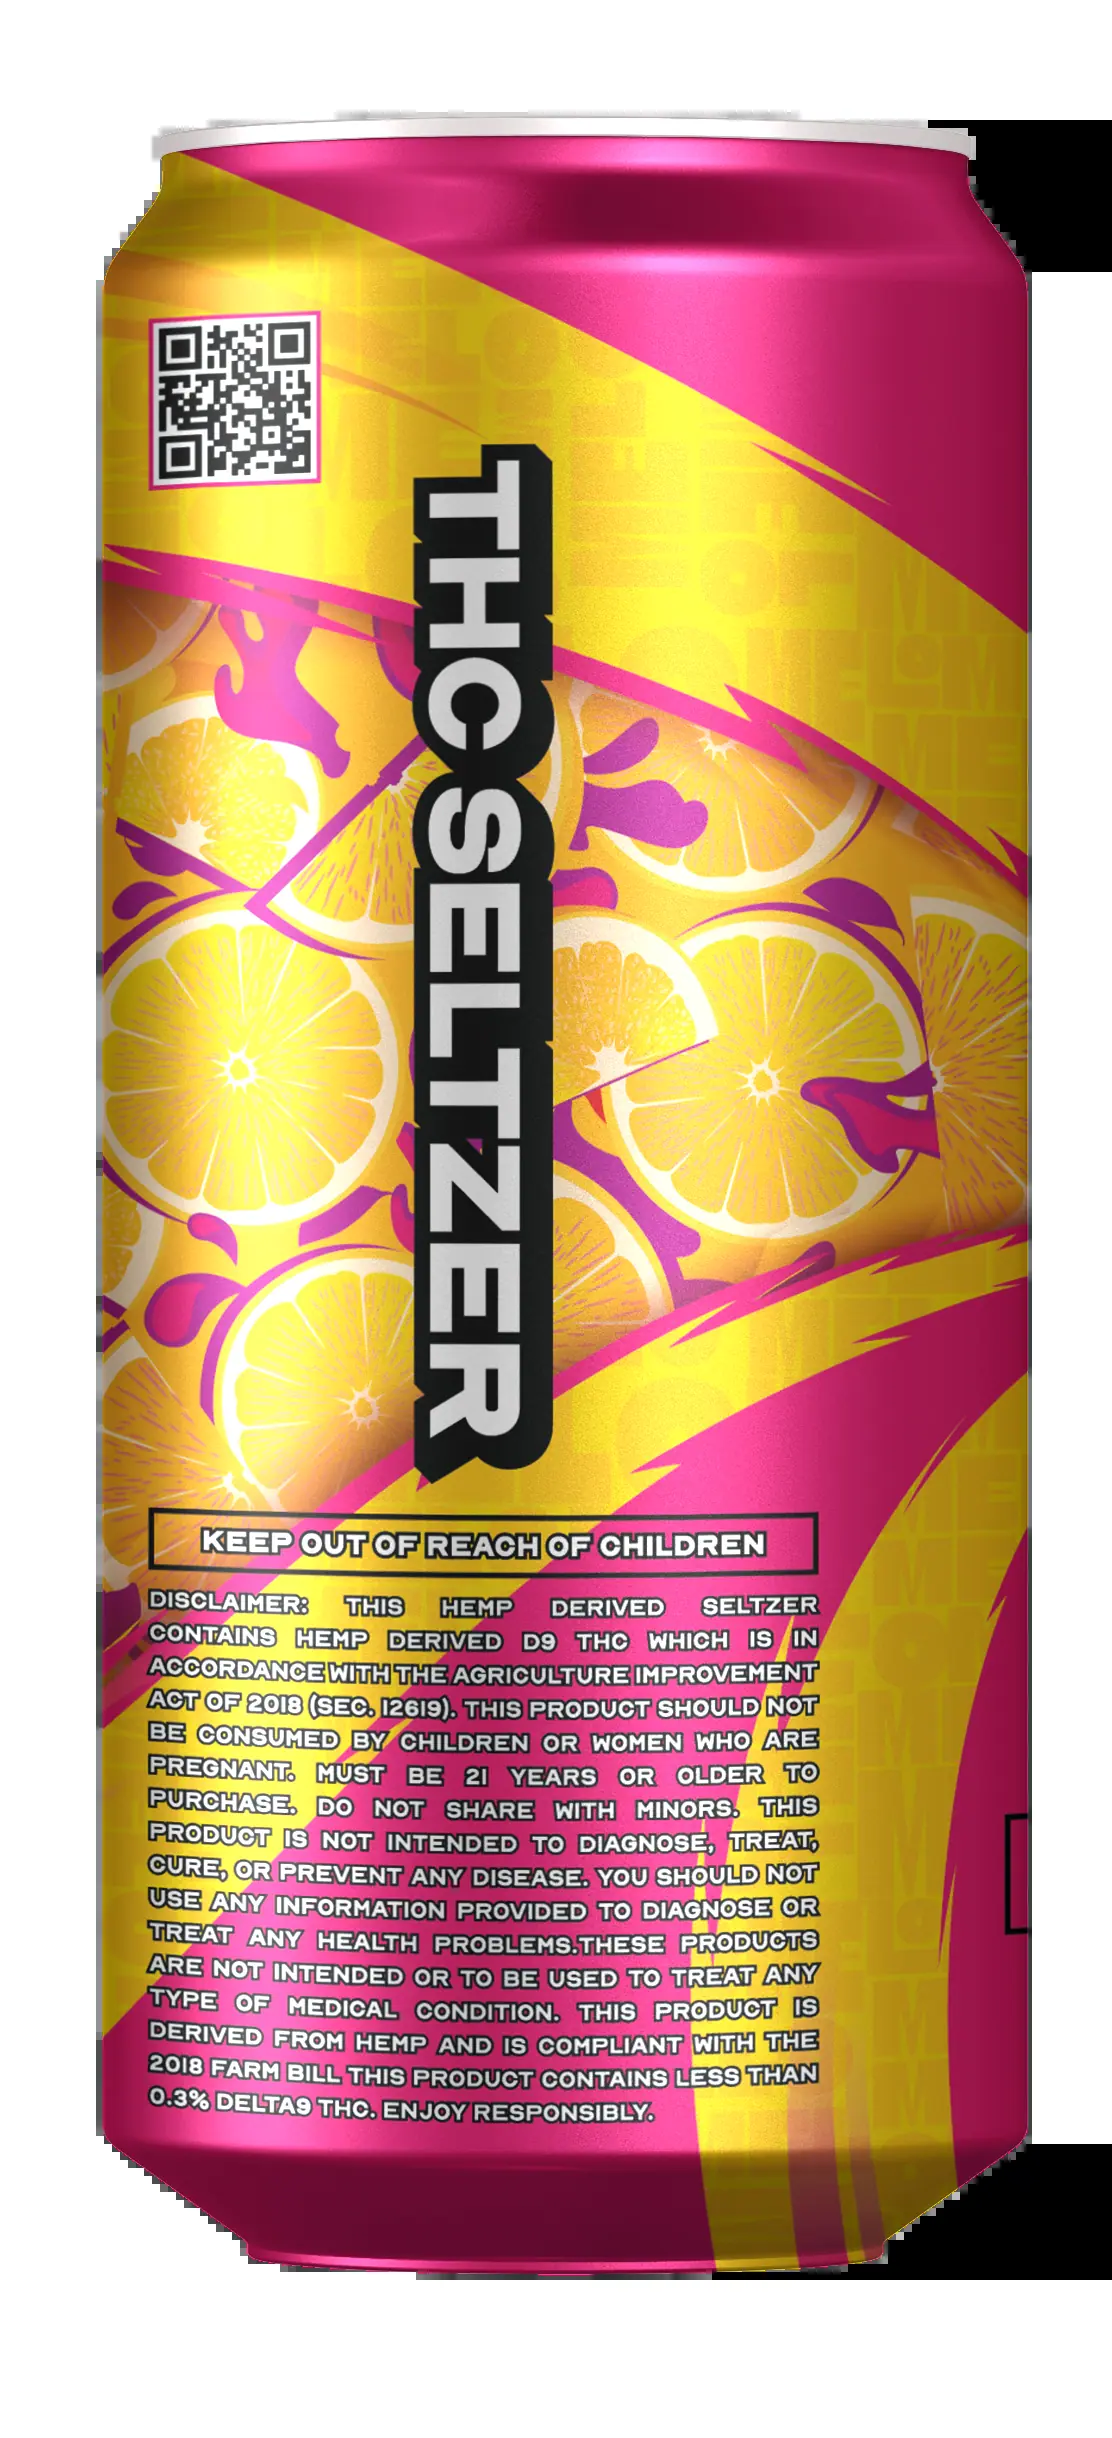 THC SELTZER
KEEP OUT OF REACH OF CHILDREN
DISCLAIMER: THIS HEMP DERIVED SELTZER
CONTAINS HEMP DERIVED D9 THC WHICH IS IN
ACCORDANCE WITH THE AGRICULTURE IMPROVEMENT
ACT OF 2018 (SEC. 12619). THIS PRODUCT SHOULD NOT
BE CONSUMED BY CHILDREN OR WOMEN WHO ARE
PREGNANT. MUST BE 21 YEARS OR OLDER TO
PURCHASE. DO NOT SHARE WITH MINORS. THIS
PRODUCT IS NOT INTENDED TO DIAGNOSE, TREAT,
CURE, OR PREVENT ANY DISEASE. YOU SHOULD NOT
USE ANY INFORMATION PROVIDED TO DIAGNOSE OR
TREAT ANY HEALTH PROBLEMS.THESE PRODUCTS
ARE NOT INTENDED OR TO BE USED TO TREAT ANY
TYPE OF MEDICAL CONDITION. THIS PRODUCT IS
DERIVED FROM HEMP AND IS COMPLIANT WITH THE
2018 FARM BILL THIS PRODUCT CONTAINS LESS THAN
0.3% DELTA9 THC. ENJOY RESPONSIBLY.